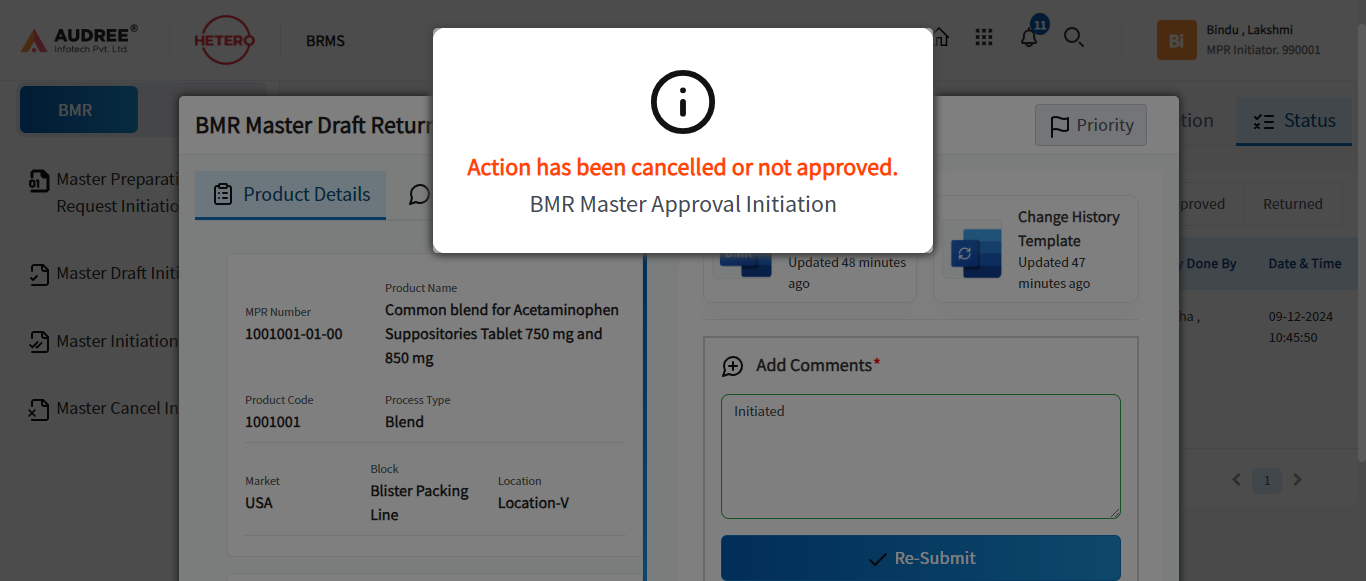 AUDREE®
Infotech Pvt. Ltd.
HETERO
BRMS
11
Bi
Bindu , Lakshmi
MPR Initiator. 990001
BMR
Master Preparati
Request Initiatio
Master Draft Initi
Master Initiation
Master Cancel In
BMR Master Draft Return
Priority
tion
Status
Action has been cancelled or not approved.
BMR Master Approval Initiation
Product Details
proved
Returned
y Done By
Date & Time
ha ,
09-12-2024
10:45:50
1
MPR Number
1001001-01-00
Product Name
Common blend for Acetaminophen
Suppositories Tablet 750 mg and
850 mg
Product Code
1001001
Process Type
Blend
Market
USA
Block
Blister Packing
Line
Location
Location-V
BMR
Updated 48 minutes
ago
Change History
Template
Updated 47
minutes ago
Add Comments*
Initiated
Re-Submit